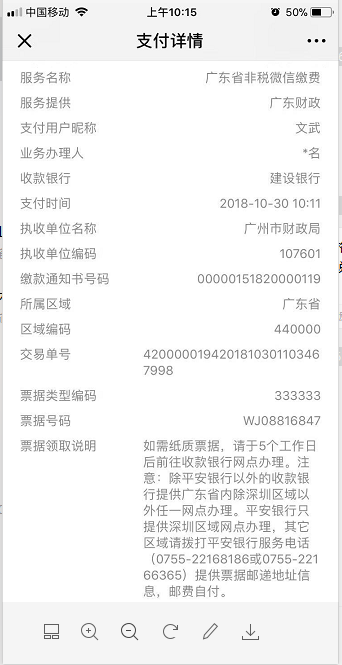 中国移动 上午10:15 50%
支付详情
服务名称 广东省非税微信缴费
服务提供 广东财政
支付用户昵称 文武
业务办理人 *名
收款银行 建设银行
支付时间 2018-10-30 10:11
执收单位名称 广州市财政局
执收单位编码 107601
缴款通知书号码 00000151820000119
所属区域 广东省
区域编码 440000
交易单号 420000019420181030110346
7998
票据类型编码 333333
票据号码 WJ08816847
票据领取说明 如需纸质票据，请于5个工作日
后前往收款银行网点办理。注
意：除平安银行以外的收款银
行提供广东省内除深圳区域以
外任一网点办理。平安银行只
提供深圳区域网点办理，其它
区域请拨打平安银行服务电话
（0755-22168186或0755-221
66365）提供票据邮递地址信
息，邮费自付。